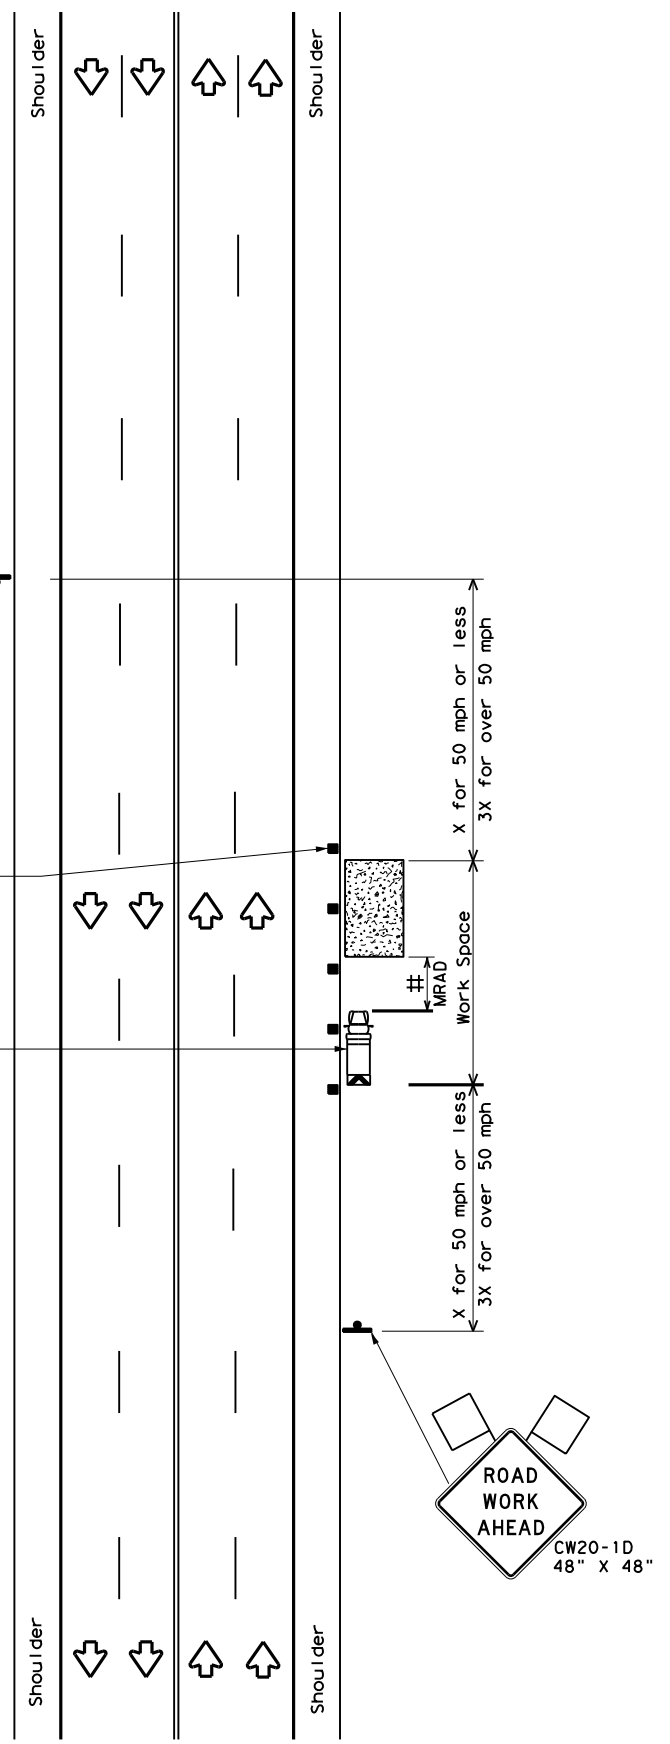 Shoulder
Shoulder
X for 50 mph or less
3X for over 50 mph
#
MRAD
Work Space
X for 50 mph or less
3X for over 50 mph
ROAD
WORK
AHEAD
CW20-1D
48" X 48"
Shoulder
Shoulder